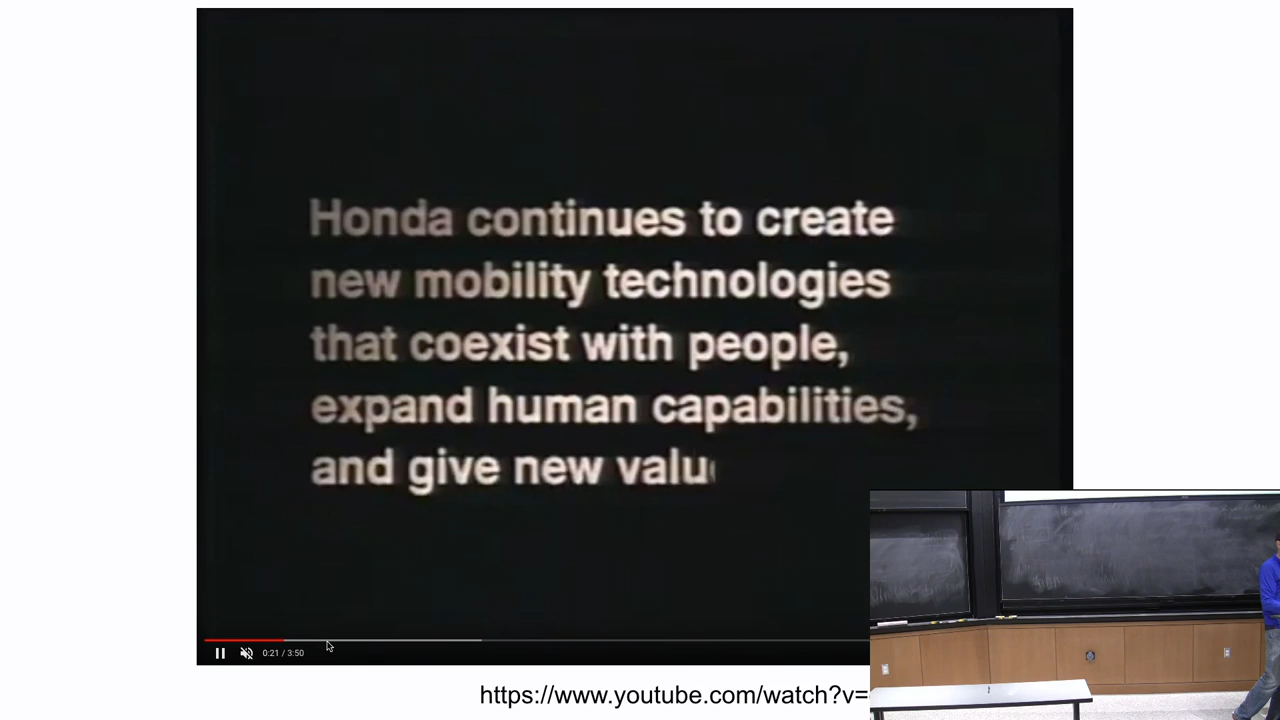 Honda continues to create
new mobility technologies
that coexist with people,
expand human capabilities,
and give new valu
0:21 / 3:50
https://www.youtube.com/watch?v=